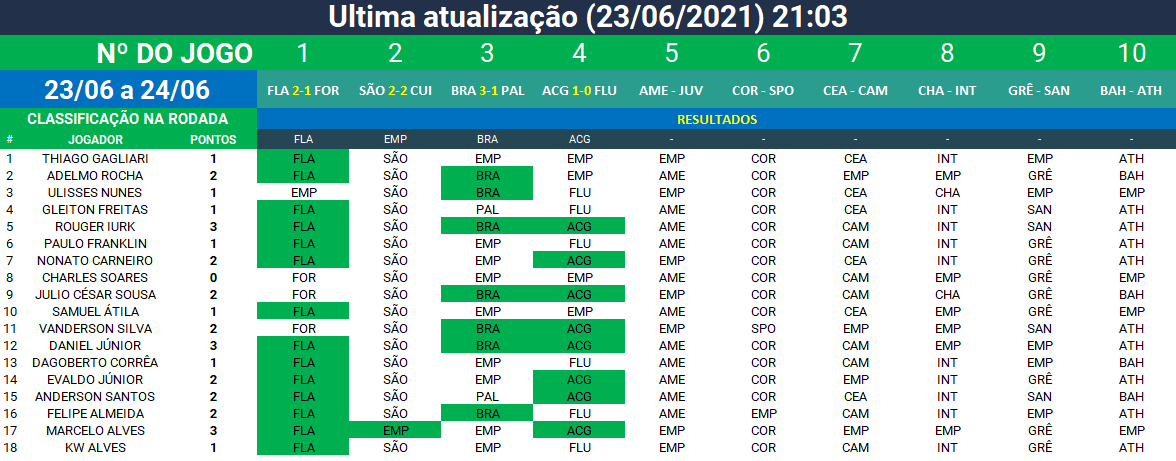 Ultima atualização (23/06/2021) 21:03
Nº DO JOGO 1 2 3 4 5 6 7 8 9 10
23/06 a 24/06 FLA 2-1 FOR SÃO 2-2 CUI BRA 3-1 PAL ACG 1-0 FLU AME - JUV COR - SPO CEA - CAM CHA - INT GRÊ - SAN BAH - ATH
CLASSIFICAÇÃO NA RODADA RESULTADOS
# JOGADOR PONTOS FLA EMP BRA ACG - - - - - -
1 THIAGO GAGLIARI 1 FLA SÃO EMP EMP EMP COR CEA INT EMP ATH
2 ADELMO ROCHA 2 FLA SÃO BRA EMP AME COR EMP EMP GRÊ BAH
3 ULISSES NUNES 1 EMP SÃO BRA FLU EMP COR CEA CHA EMP EMP
4 GLEITON FREITAS 1 FLA SÃO PAL FLU AME COR CEA INT SAN ATH
5 ROUGER IURK 3 FLA SÃO BRA ACG AME COR CAM INT SAN ATH
6 PAULO FRANKLIN 1 FLA SÃO EMP FLU AME COR CAM INT GRÊ ATH
7 NONATO CARNEIRO 2 FLA SÃO EMP ACG EMP COR CEA INT GRÊ ATH
8 CHARLES SOARES 0 FOR SÃO EMP EMP AME COR CAM EMP GRÊ EMP
9 JULIO CÉSAR SOUSA 2 FOR SÃO BRA ACG EMP COR CAM CHA GRÊ BAH
10 SAMUEL ÁTILA 1 FLA SÃO EMP EMP AME COR CEA EMP GRÊ EMP
11 VANDERSON SILVA 2 FOR SÃO BRA ACG EMP SPO EMP EMP SAN ATH
12 DANIEL JÚNIOR 3 FLA SÃO BRA ACG AME COR CAM EMP EMP ATH
13 DAGOBERTO CORRÊA 1 FLA SÃO EMP FLU AME COR CAM INT EMP BAH
14 EVALDO JÚNIOR 2 FLA SÃO EMP ACG AME COR EMP INT GRÊ ATH
15 ANDERSON SANTOS 2 FLA SÃO PAL ACG AME COR CEA INT SAN BAH
16 FELIPE ALMEIDA 2 FLA SÃO BRA FLU AME EMP CAM INT EMP ATH
17 MARCELO ALVES 3 FLA EMP EMP ACG EMP COR EMP EMP GRÊ EMP
18 KW ALVES 1 FLA SÃO EMP FLU EMP COR CAM INT GRÊ ATH